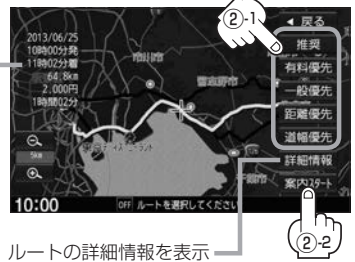 ②-1
◀ 戻る
2013/06/25
10時00分発
11時02分着
64.8km
2,000円
1時間02分
推奨
有料優先
一般優先
距離優先
道幅優先
詳細情報
案内スタート
5km
10:00
OFF ルートを選択してください
②-2
ルートの詳細情報を表示